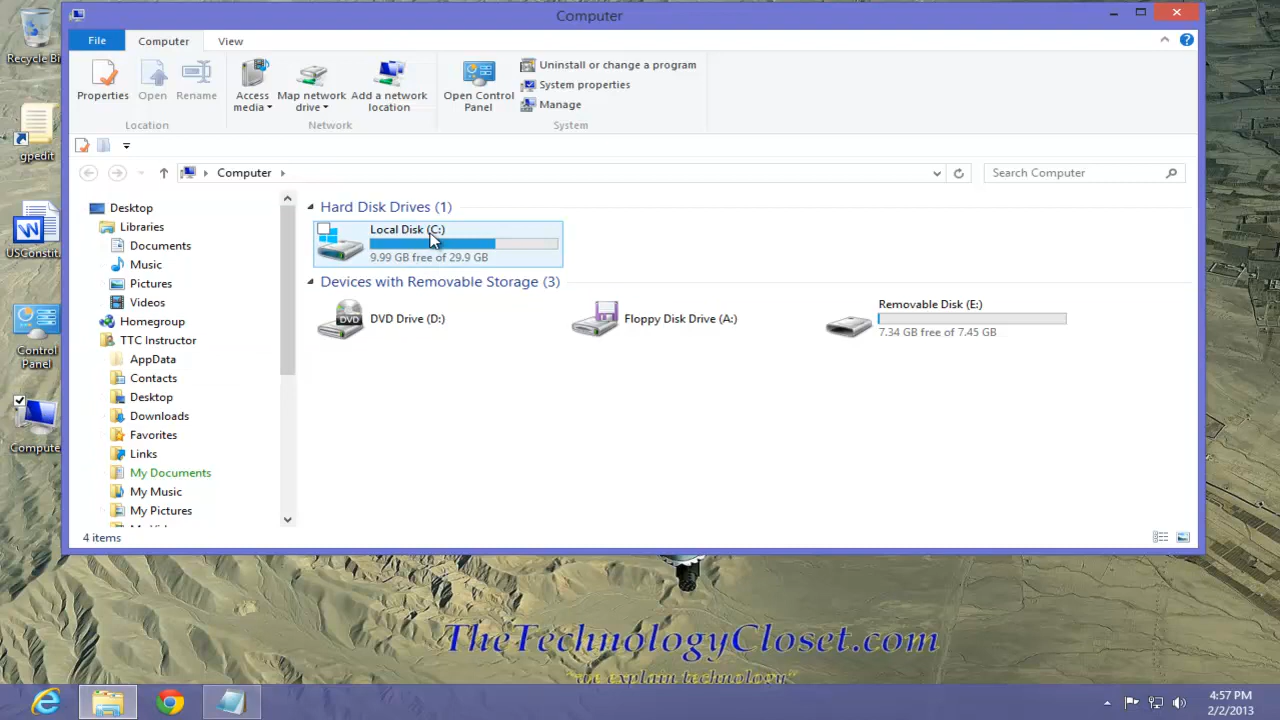 Computer
File
Computer
View
Properties
Open
Rename
Access media
Map network drive
Add a network location
Open Control Panel
Uninstall or change a program
System properties
Manage
Location
Network
System
Computer
Search Computer
Recycle Bi
gpedit
USConstit
Control Panel
Compute
Desktop
Libraries
Documents
Music
Pictures
Videos
Homegroup
TTC Instructor
AppData
Contacts
Desktop
Downloads
Favorites
Links
My Documents
My Music
My Pictures
Hard Disk Drives (1)
Local Disk (C:)
9.99 GB free of 29.9 GB
Devices with Removable Storage (3)
DVD
DVD Drive (D:)
Floppy Disk Drive (A:)
Removable Disk (E:)
7.34 GB free of 7.45 GB
4 items
TheTechnologyCloset.com
"we explain technology"
4:57 PM
2/2/2013